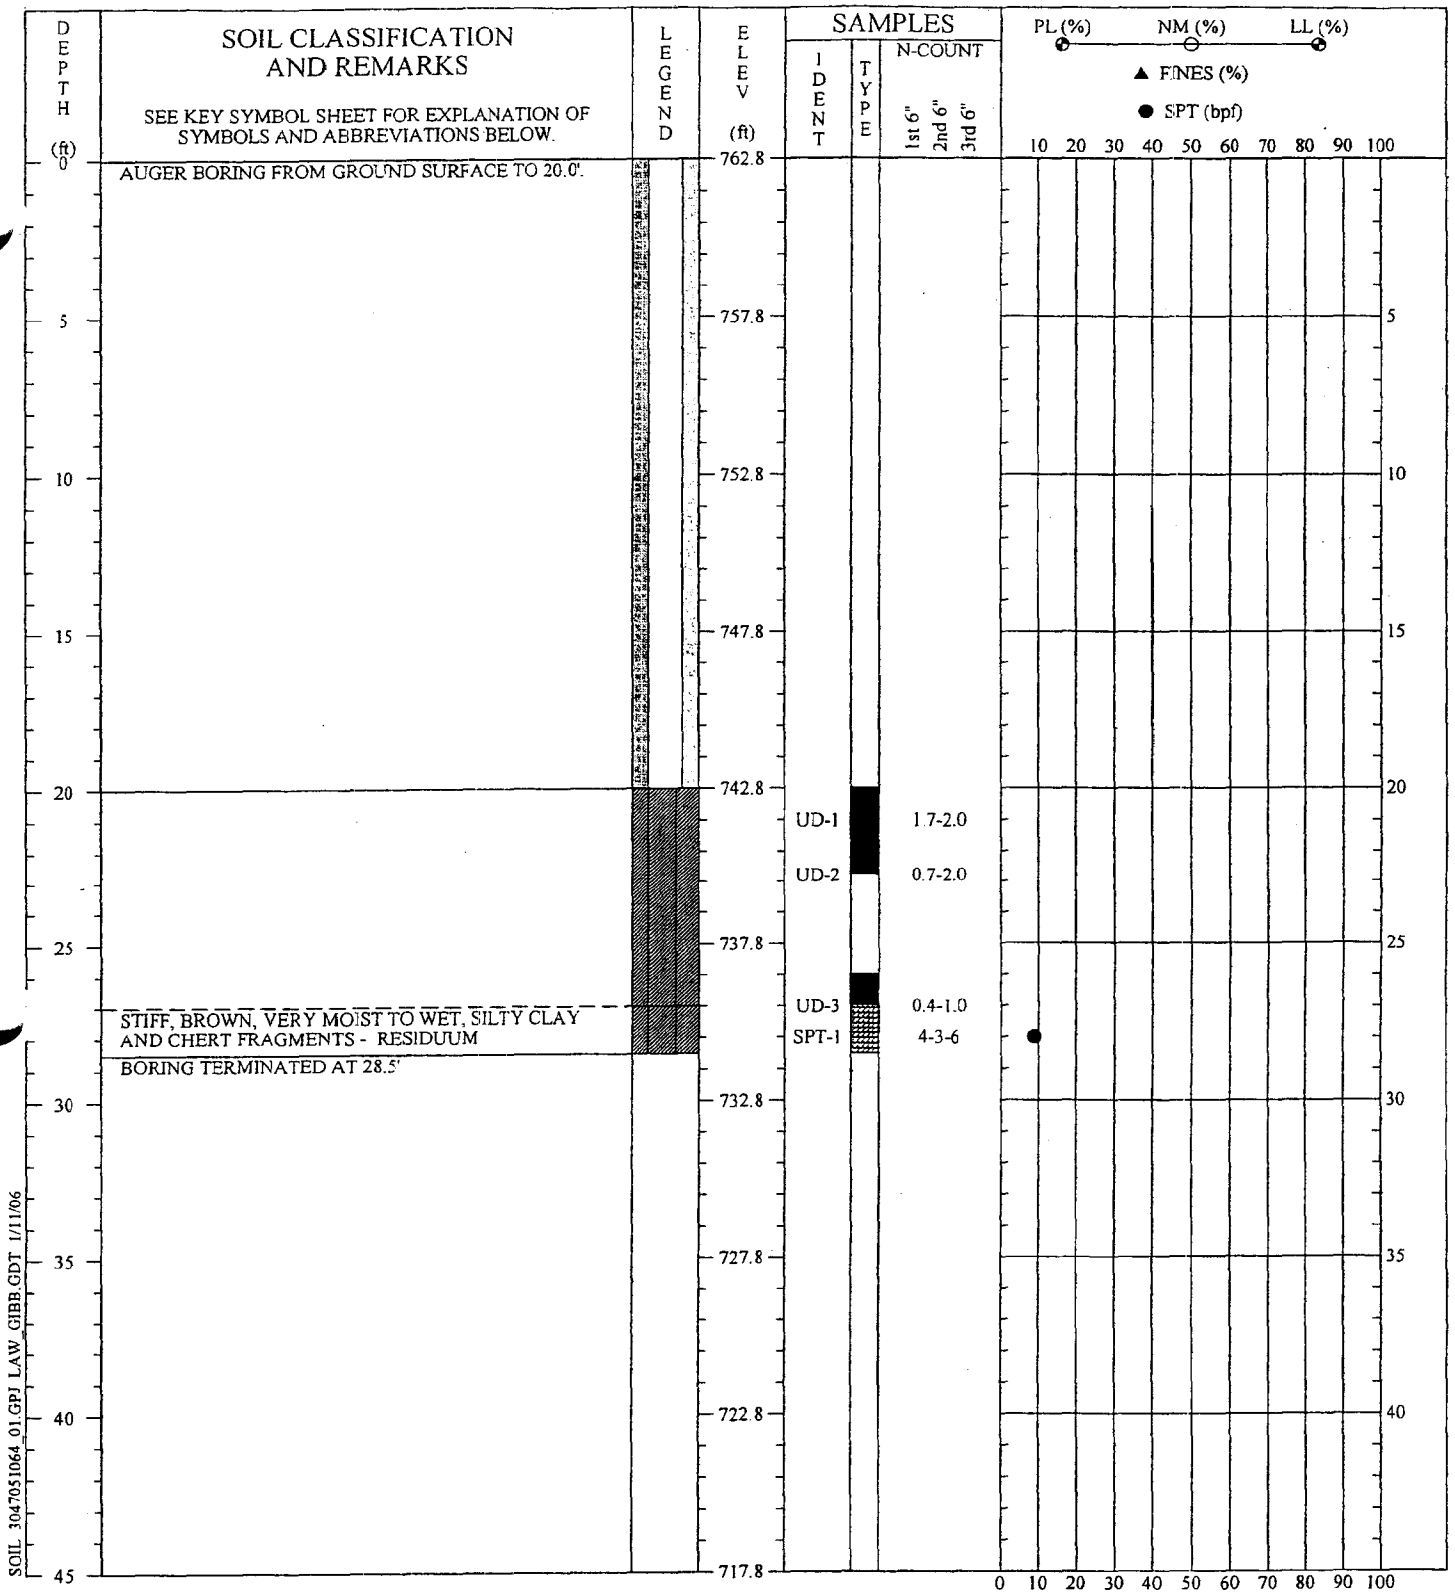 DEPTH
(ft)
SOIL CLASSIFICATION
AND REMARKS
SEE KEY SYMBOL SHEET FOR EXPLANATION OF
SYMBOLS AND ABBREVIATIONS BELOW.
LEGEND
ELEV
(ft)
SAMPLES
IDENT
TYPE
N-COUNT
1st 6"
2nd 6"
3rd 6"
PL (%) NM (%) LL (%)
▲ FINES (%)
● SPT (bpf)
10 20 30 40 50 60 70 80 90 100
0 762.8
AUGER BORING FROM GROUND SURFACE TO 20.0'.
5 757.8 5
10 752.8 10
15 747.8 15
20 742.8 20
UD-1 1.7-2.0
UD-2 0.7-2.0
25 737.8 25
UD-3 0.4-1.0
STIFF, BROWN, VERY MOIST TO WET, SILTY CLAY
AND CHERT FRAGMENTS - RESIDUUM
SPT-1 4-3-6
BORING TERMINATED AT 28.5'
30 732.8 30
35 727.8 35
40 722.8 40
45 717.8
0 10 20 30 40 50 60 70 80 90 100
SOIL 3047051064_01.GPJ LAW_GIBB.GDT 1/11/06